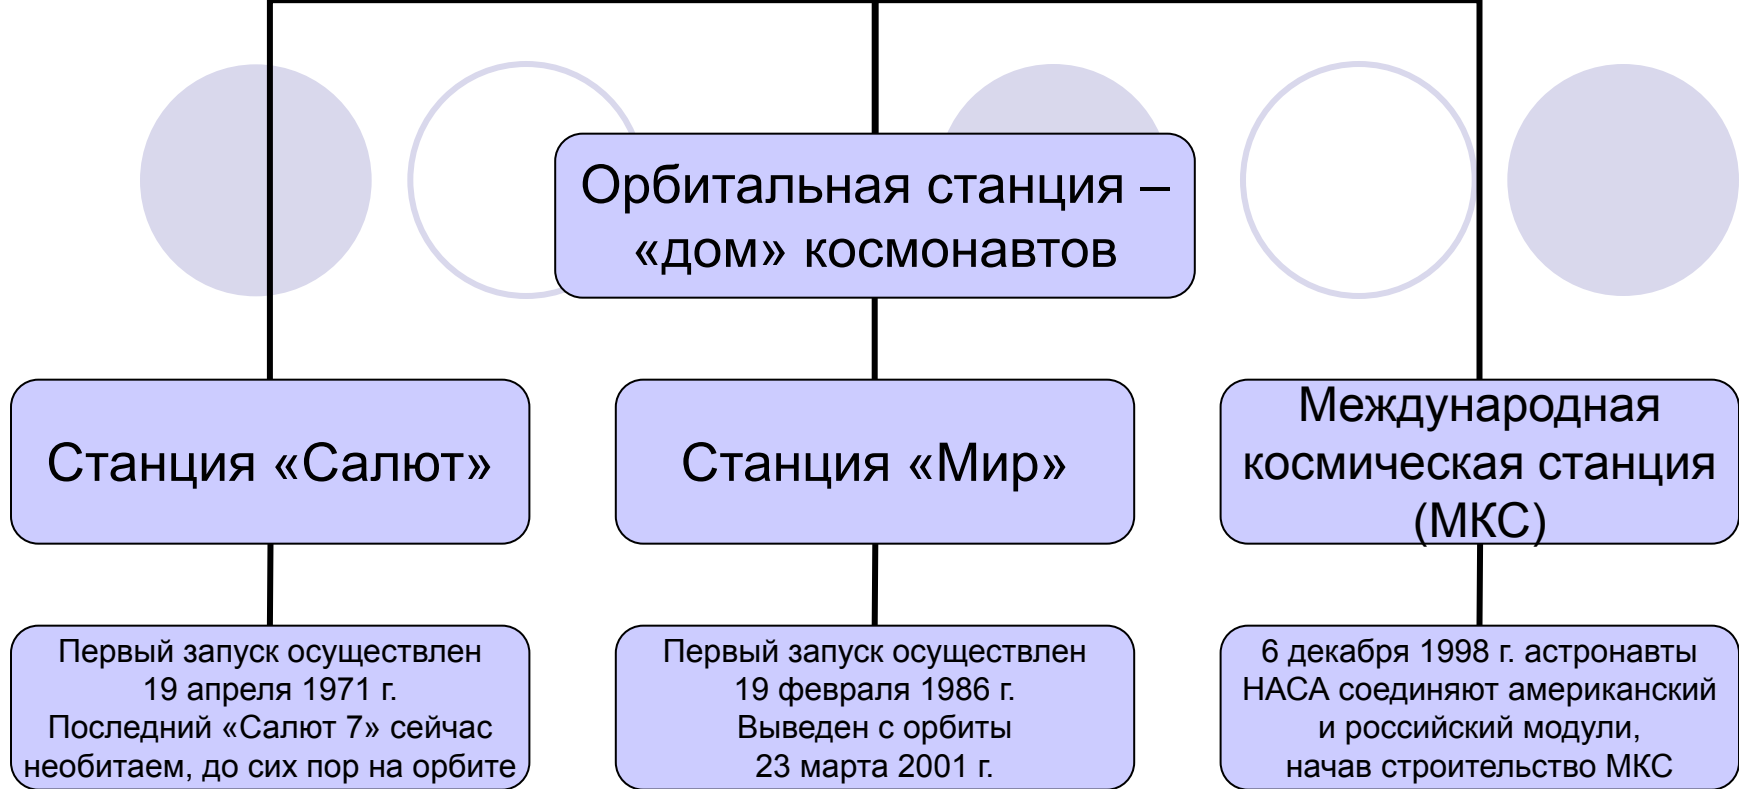 Орбитальная станция –
«дом» космонавтов
Станция «Салют»
Станция «Мир»
Международная
космическая станция
(МКС)
Первый запуск осуществлен
19 апреля 1971 г.
Последний «Салют 7» сейчас
необитаем, до сих пор на орбите
Первый запуск осуществлен
19 февраля 1986 г.
Выведен с орбиты
23 марта 2001 г.
6 декабря 1998 г. астронавты
НАСА соединяют американский
и российский модули,
начав строительство МКС